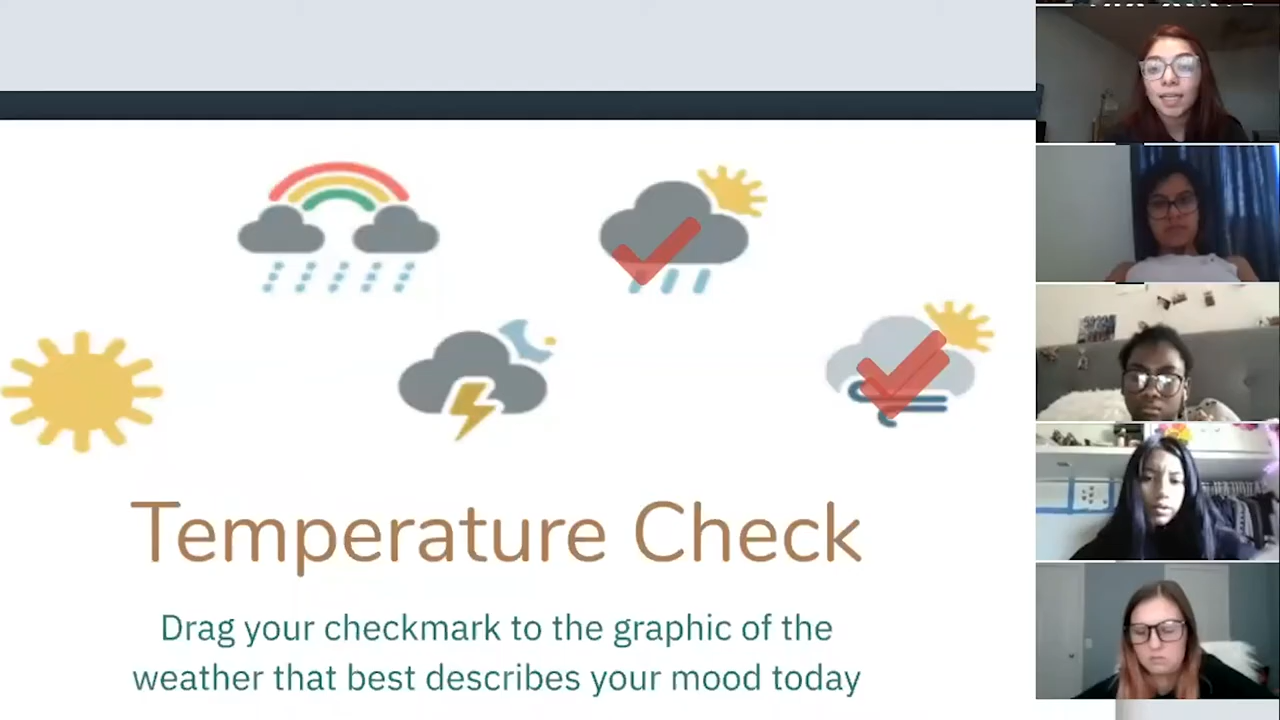 Temperature Check
Drag your checkmark to the graphic of the
weather that best describes your mood today